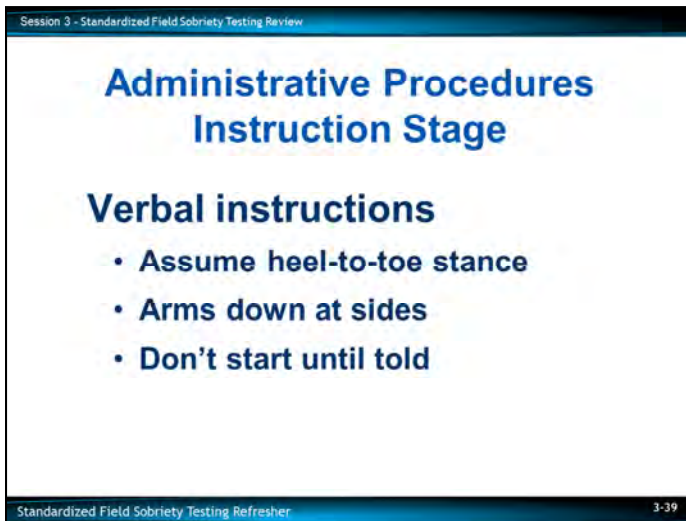 Session 3 - Standardized Field Sobriety Testing Review
Administrative Procedures
Instruction Stage
Verbal instructions
• Assume heel-to-toe stance
• Arms down at sides
• Don't start until told
Standardized Field Sobriety Testing Refresher
3-39